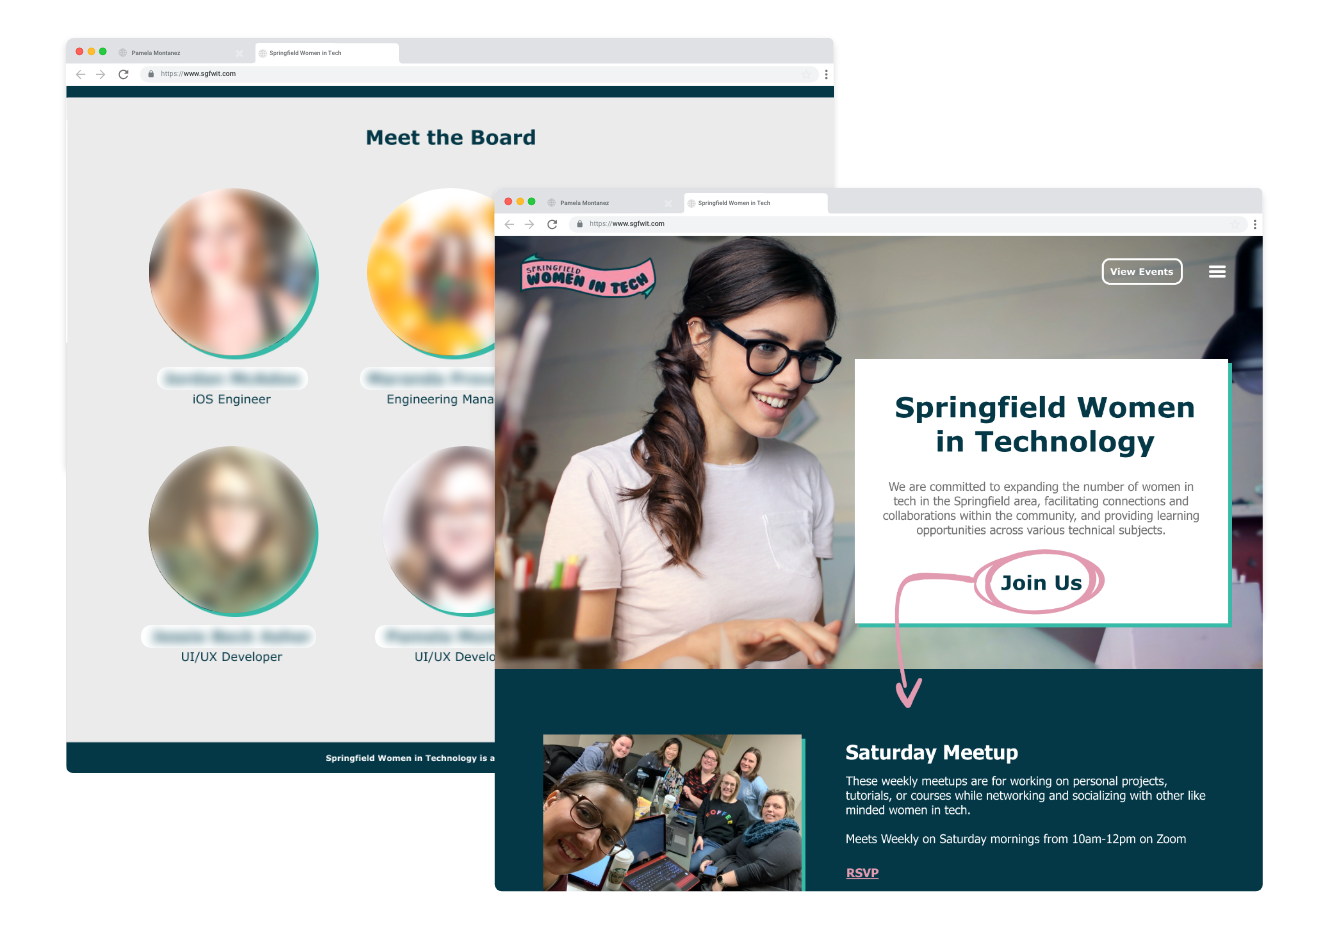 Pamela Montanez
Springfield Women in Tech
https://www.sgfwit.com
Meet the Board
iOS Engineer
Engineering Mana
UI/UX Developer
UI/UX Develo
Springfield Women in Technology is a
Pamela Montanez
Springfield Women in Tech
https://www.sgfwit.com
SPRINGFIELD
WOMEN IN TECH
View Events
Springfield Women
in Technology
We are committed to expanding the number of women in
tech in the Springfield area, facilitating connections and
collaborations within the community, and providing learning
opportunities across various technical subjects.
Join Us
Saturday Meetup
These weekly meetups are for working on personal projects,
tutorials, or courses while networking and socializing with other like
minded women in tech.
Meets Weekly on Saturday mornings from 10am-12pm on Zoom
RSVP